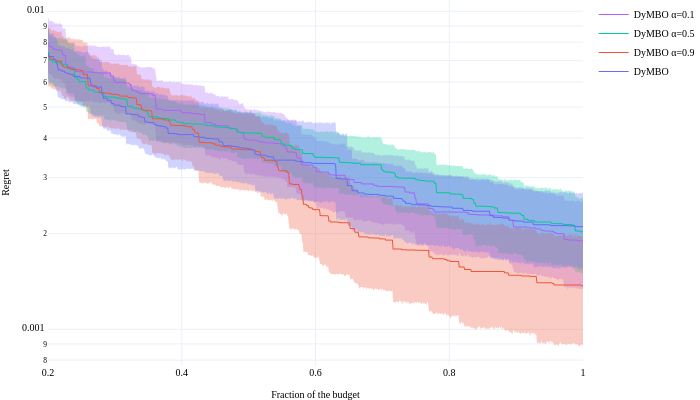 0.01
9
8
7
6
5
4
3
2
0.001
9
8
Regret
0.2
0.4
0.6
0.8
1
Fraction of the budget
DyMBO α=0.1
DyMBO α=0.5
DyMBO α=0.9
DyMBO